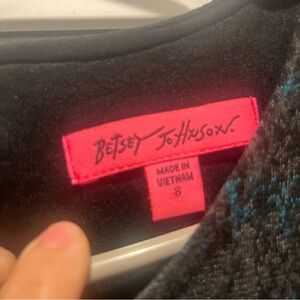 BETSEY JOHNSON.
MADE IN
VIETNAM
8